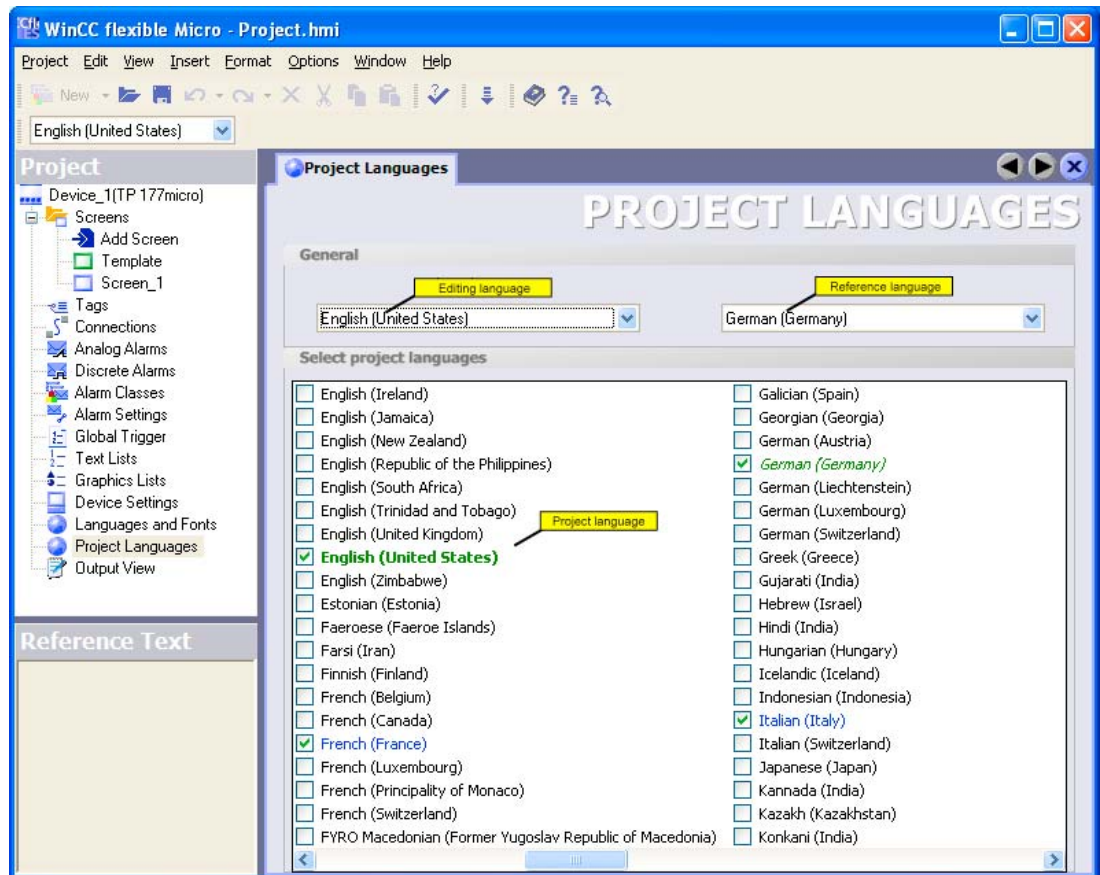 WinCC flexible Micro - Project.hmi
Project Edit View Insert Format Options Window Help
New
English (United States)
Project
Device_1(TP 177micro)
Screens
Add Screen
Template
Screen_1
Tags
Connections
Analog Alarms
Discrete Alarms
Alarm Classes
Alarm Settings
Global Trigger
Text Lists
Graphics Lists
Device Settings
Languages and Fonts
Project Languages
Output View
Reference Text
Project Languages
PROJECT LANGUAGES
General
Editing language
English (United States)
Reference language
German (Germany)
Select project languages
English (Ireland)
English (Jamaica)
English (New Zealand)
English (Republic of the Philippines)
English (South Africa)
English (Trinidad and Tobago)
Project language
English (United Kingdom)
English (United States)
English (Zimbabwe)
Estonian (Estonia)
Faeroese (Faeroe Islands)
Farsi (Iran)
Finnish (Finland)
French (Belgium)
French (Canada)
French (France)
French (Luxembourg)
French (Principality of Monaco)
French (Switzerland)
FYRO Macedonian (Former Yugoslav Republic of Macedonia)
Galician (Spain)
Georgian (Georgia)
German (Austria)
German (Germany)
German (Liechtenstein)
German (Luxembourg)
German (Switzerland)
Greek (Greece)
Gujarati (India)
Hebrew (Israel)
Hindi (India)
Hungarian (Hungary)
Icelandic (Iceland)
Indonesian (Indonesia)
Italian (Italy)
Italian (Switzerland)
Japanese (Japan)
Kannada (India)
Kazakh (Kazakhstan)
Konkani (India)